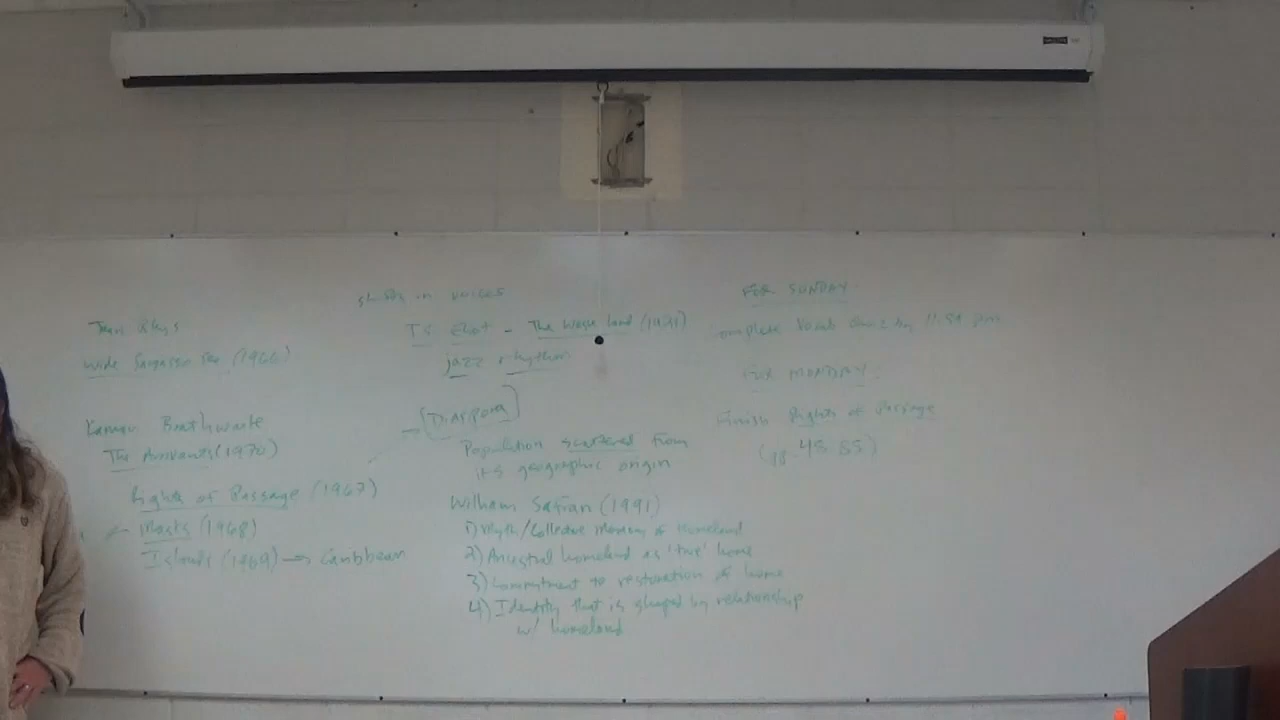 Jean Rhys
Wide Sargasso Sea (1966)
Kamau Brathwaite
The Arrivants (1970)
Rights of Passage (1967)
Masks (1968)
Islands (1969) → Caribbean
shifts in voices
T.S. Eliot - The Waste Land (1921)
jazz rhythm
[Diaspora]
Population scattered from
its geographic origin
William Safran (1991)
1) Myth/Collective Memory of Homeland
2) Ancestral homeland as 'true' home
3) Commitment to restoration of home
4) Identity that is shaped by relationship
w/ homeland
FOR SUNDAY
Complete Vocab Quiz by 11:59 pm
FOR MONDAY
Finish Rights of Passage
(pp. 48-85)